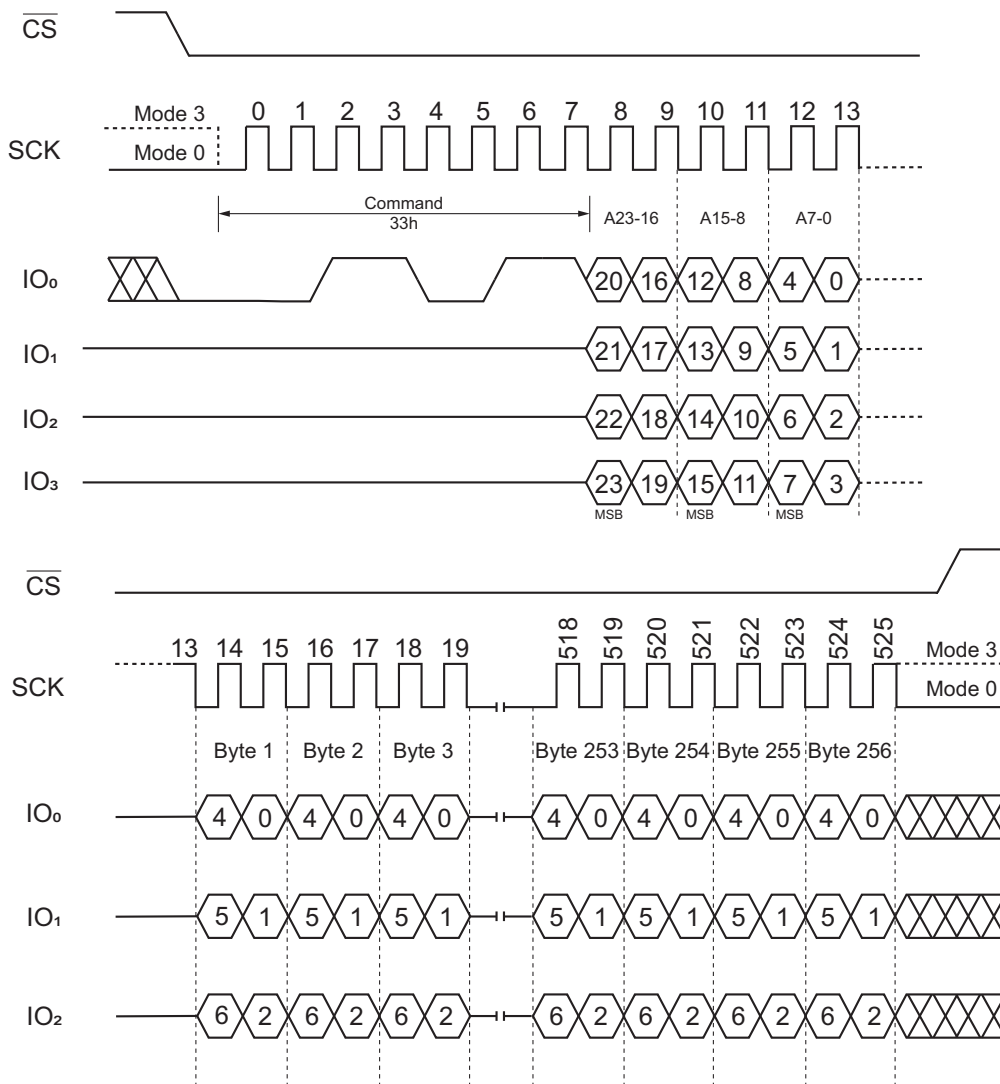 CS
Mode 3 0 1 2 3 4 5 6 7 8 9 10 11 12 13
SCK Mode 0
Command
33h
A23-16 A15-8 A7-0
IO₀ 20 16 12 8 4 0
IO₁ 21 17 13 9 5 1
IO₂ 22 18 14 10 6 2
IO₃ 23 19 15 11 7 3
MSB MSB MSB
CS
13 14 15 16 17 18 19 518 519 520 521 522 523 524 525 Mode 3
SCK Mode 0
Byte 1 Byte 2 Byte 3 Byte 253 Byte 254 Byte 255 Byte 256
IO₀ 4 0 4 0 4 0 4 0 4 0 4 0 4 0
IO₁ 5 1 5 1 5 1 5 1 5 1 5 1 5 1
IO₂ 6 2 6 2 6 2 6 2 6 2 6 2 6 2